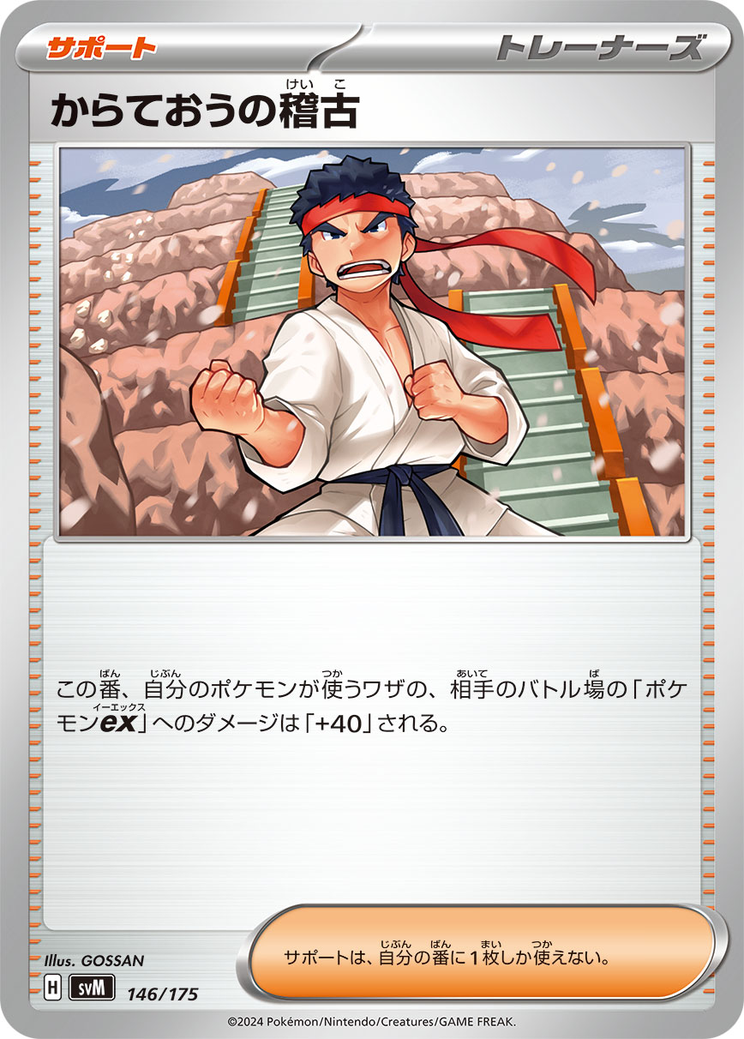 サポート
トレーナーズ
けい こ
からておうの稽古
ばん じぶん つか あいて ば
この番、自分のポケモンが使うワザの、相手のバトル場の「ポケ
イーエックス
モンex」へのダメージは「+40」される。
じぶん ばん まい つか
サポートは、自分の番に1枚しか使えない。
Illus. GOSSAN
H svM 146/175
©2024 Pokémon/Nintendo/Creatures/GAME FREAK.